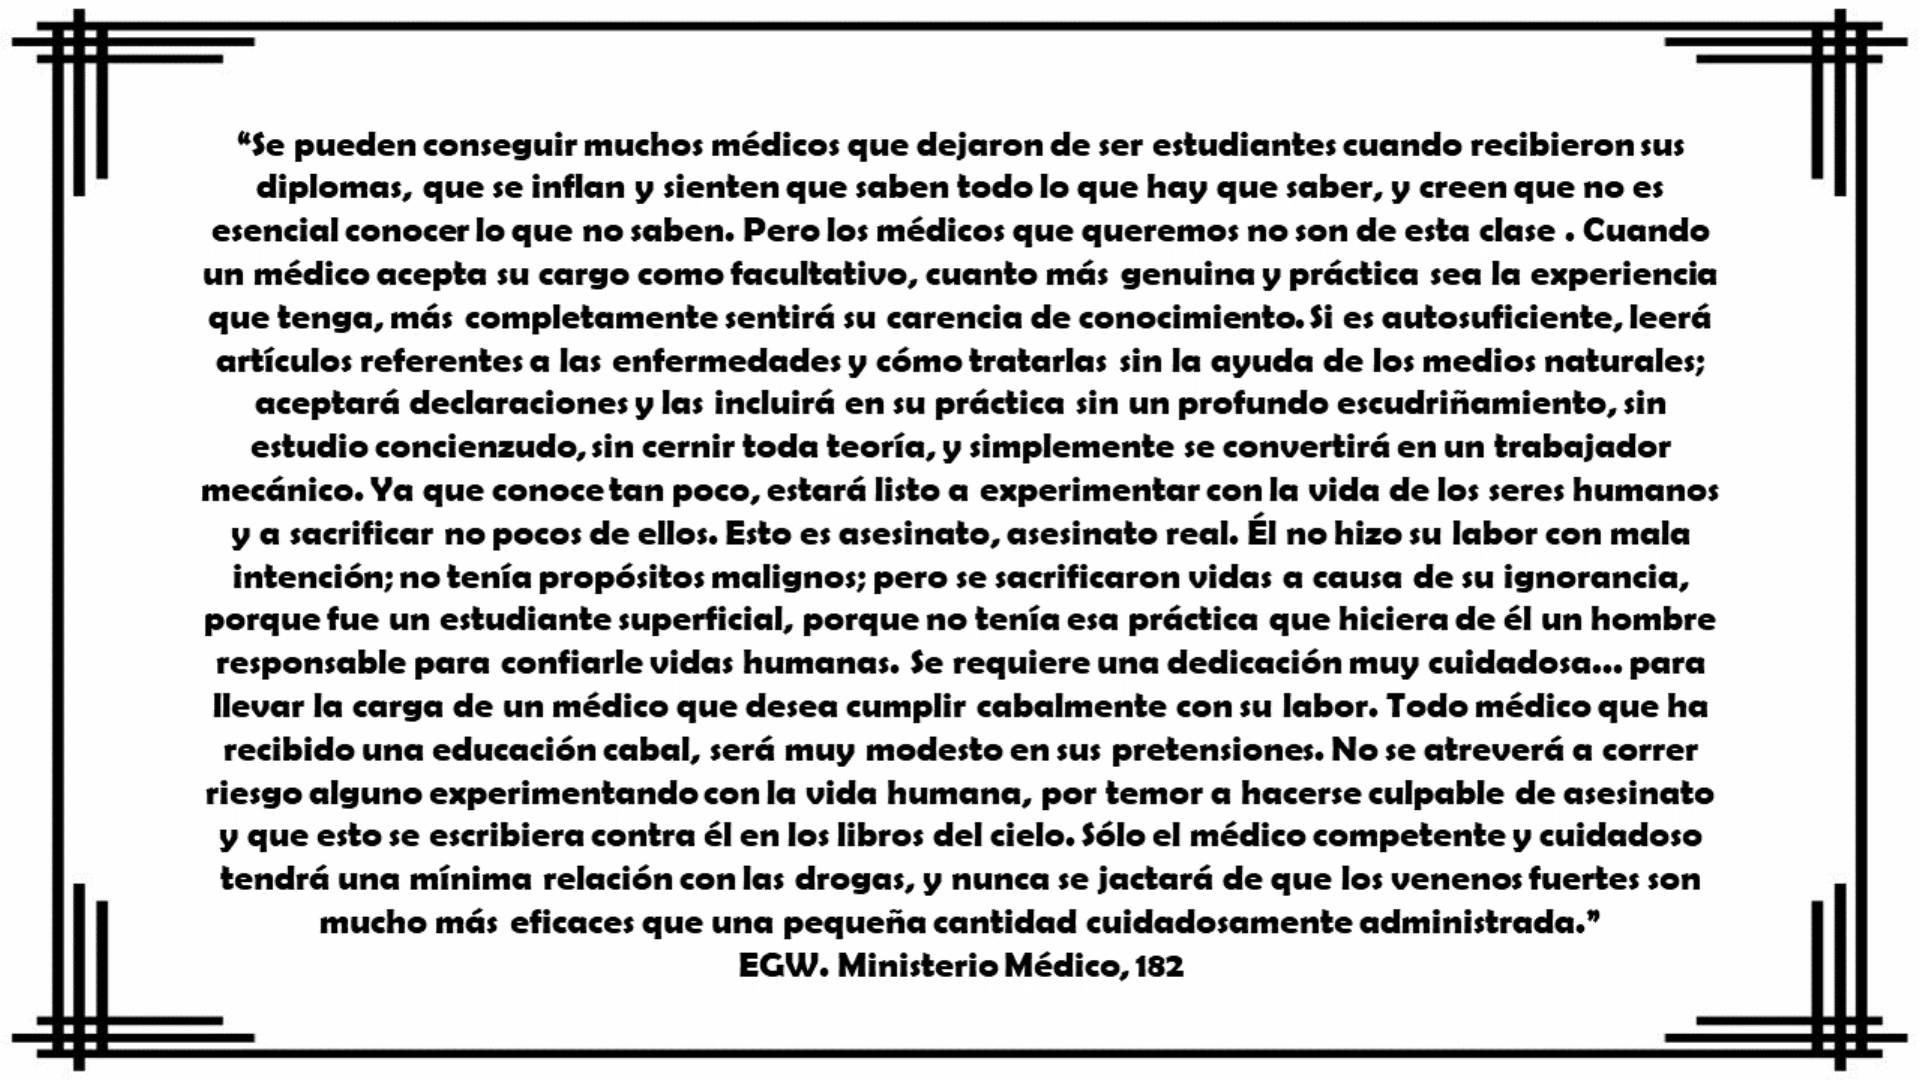 “Se pueden conseguir muchos médicos que dejaron de ser estudiantes cuando recibieron sus
diplomas, que se inflan y sienten que saben todo lo que hay que saber, y creen que no es
esencial conocer lo que no saben. Pero los médicos que queremos no son de esta clase . Cuando
un médico acepta su cargo como facultativo, cuanto más genuina y práctica sea la experiencia
que tenga, más completamente sentirá su carencia de conocimiento. Si es autosuficiente, leerá
artículos referentes a las enfermedades y cómo tratarlas sin la ayuda de los medios naturales;
aceptará declaraciones y las incluirá en su práctica sin un profundo escudriñamiento, sin
estudio concienzudo, sin cernir toda teoría, y simplemente se convertirá en un trabajador
mecánico. Ya que conoce tan poco, estará listo a experimentar con la vida de los seres humanos
y a sacrificar no pocos de ellos. Esto es asesinato, asesinato real. Él no hizo su labor con mala
intención; no tenía propósitos malignos; pero se sacrificaron vidas a causa de su ignorancia,
porque fue un estudiante superficial, porque no tenía esa práctica que hiciera de él un hombre
responsable para confiarle vidas humanas. Se requiere una dedicación muy cuidadosa... para
llevar la carga de un médico que desea cumplir cabalmente con su labor. Todo médico que ha
recibido una educación cabal, será muy modesto en sus pretensiones. No se atreverá a correr
riesgo alguno experimentando con la vida humana, por temor a hacerse culpable de asesinato
y que esto se escribiera contra él en los libros del cielo. Sólo el médico competente y cuidadoso
tendrá una mínima relación con las drogas, y nunca se jactará de que los venenos fuertes son
mucho más eficaces que una pequeña cantidad cuidadosamente administrada.”
EGW. Ministerio Médico, 182